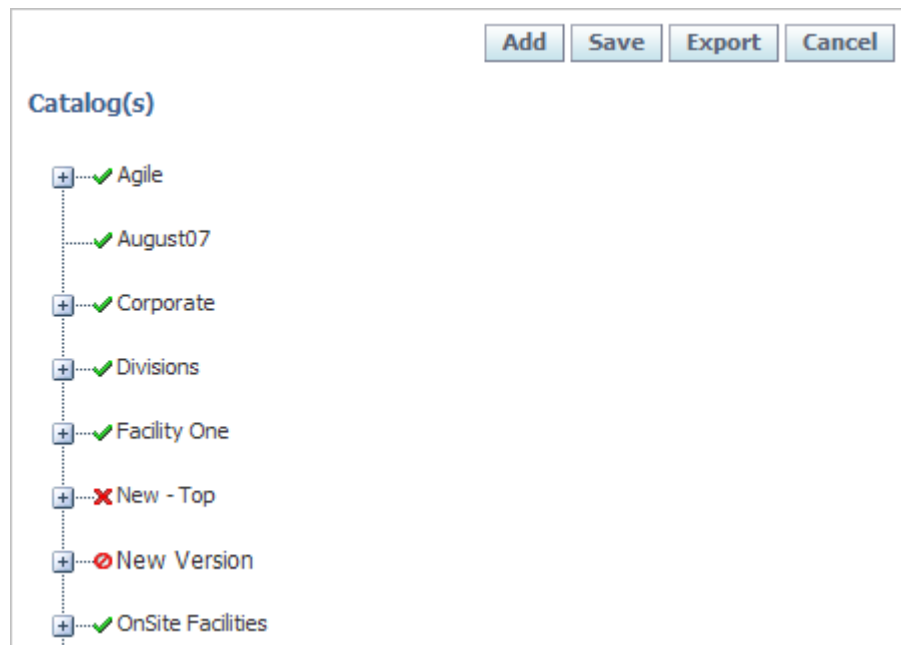 Add Save Export Cancel
Catalog(s)
Agile
August07
Corporate
Divisions
Facility One
New - Top
New Version
OnSite Facilities